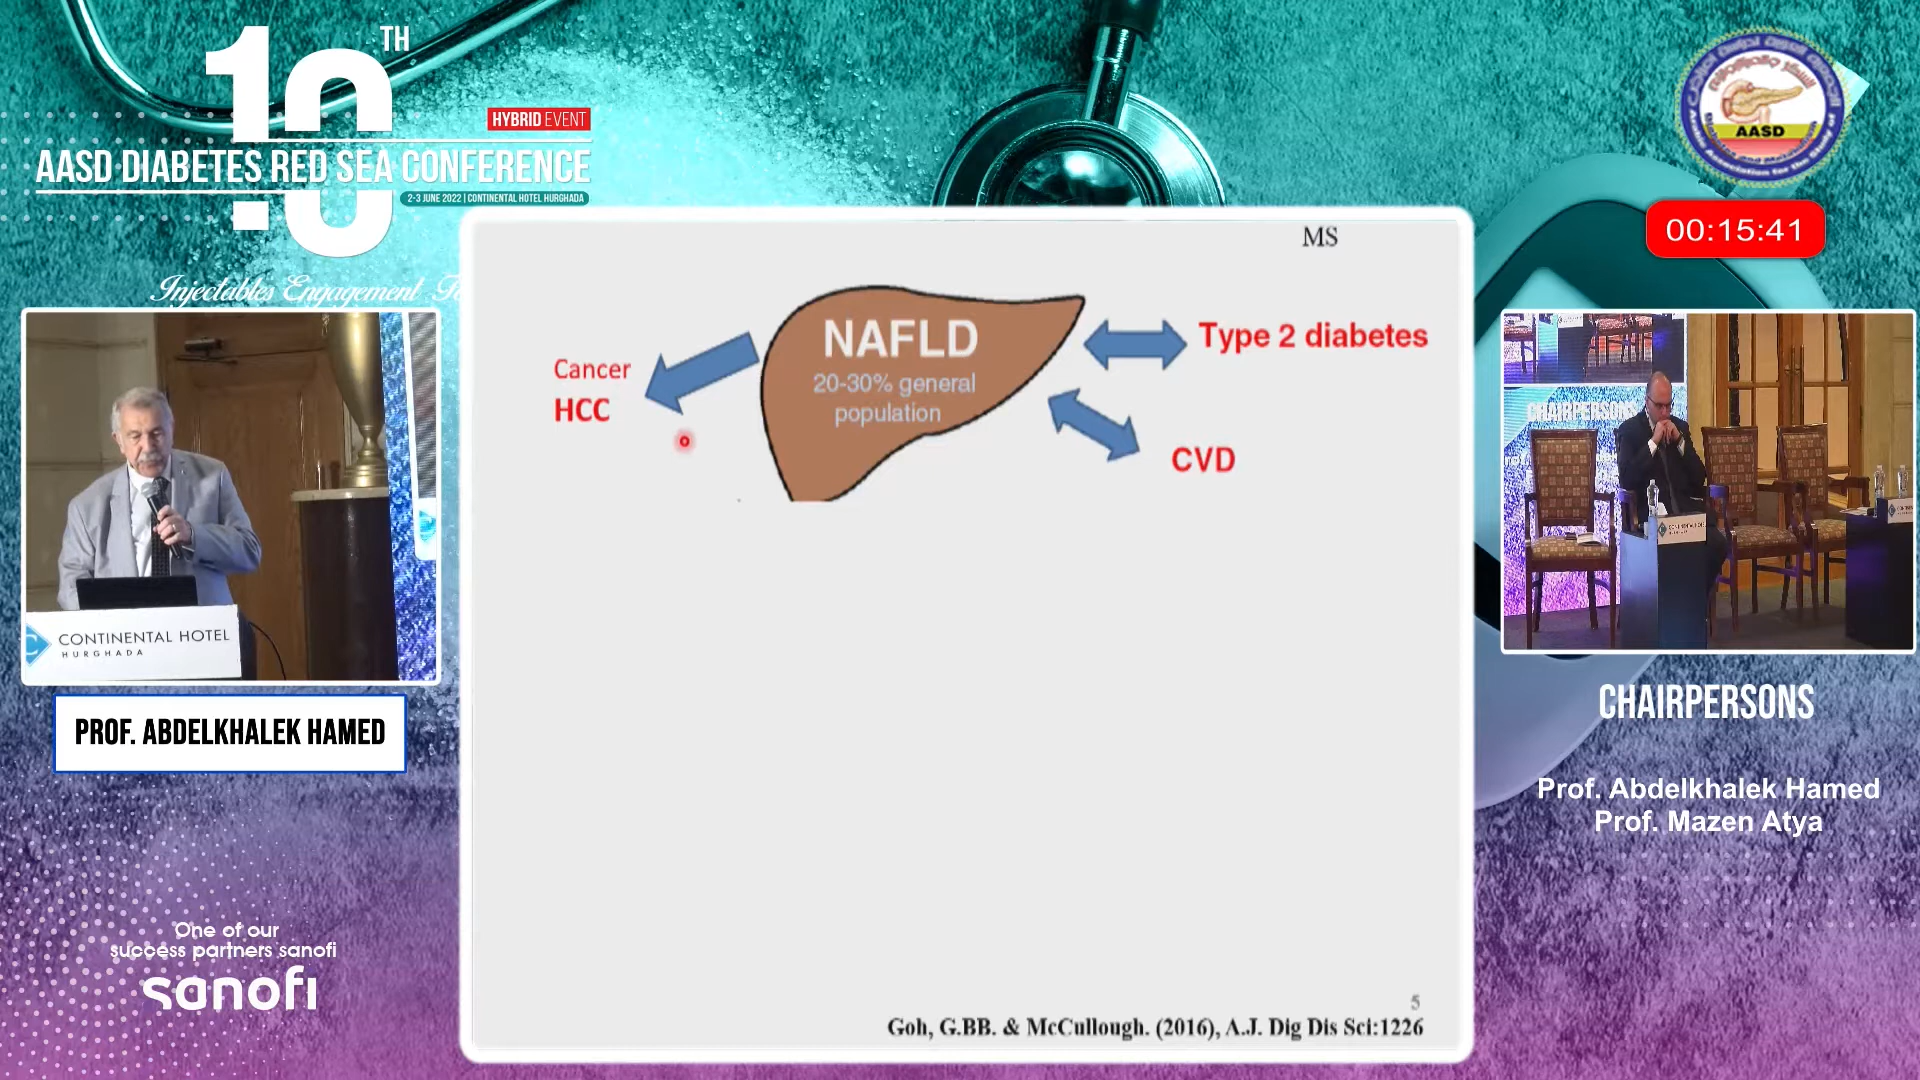 10TH
HYBRID EVENT
AASD DIABETES RED SEA CONFERENCE
2-3 JUNE 2022 | CONTINENTAL HOTEL HURGHADA
Injectables Engagement
AASD
00:15:41
MS
NAFLD
20-30% general
population
Type 2 diabetes
Cancer
HCC
CVD
5
Goh, G.BB. & McCullough. (2016), A.J. Dig Dis Sci:1226
CONTINENTAL HOTEL
HURGHADA
PROF. ABDELKHALEK HAMED
One of our
success partners sanofi
sanofi
CHAIRPERSONS
CHAIRPERSONS
Prof. Abdelkhalek Hamed
Prof. Mazen Atya